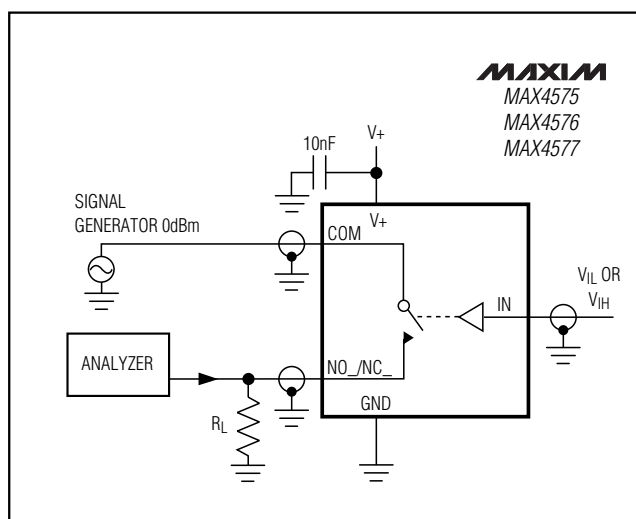 MAXIM
MAX4575
MAX4576
MAX4577
10nF
V+
SIGNAL
GENERATOR 0dBm
V+
COM
VIL OR
VIH
IN
ANALYZER
NO_/NC_
GND
RL